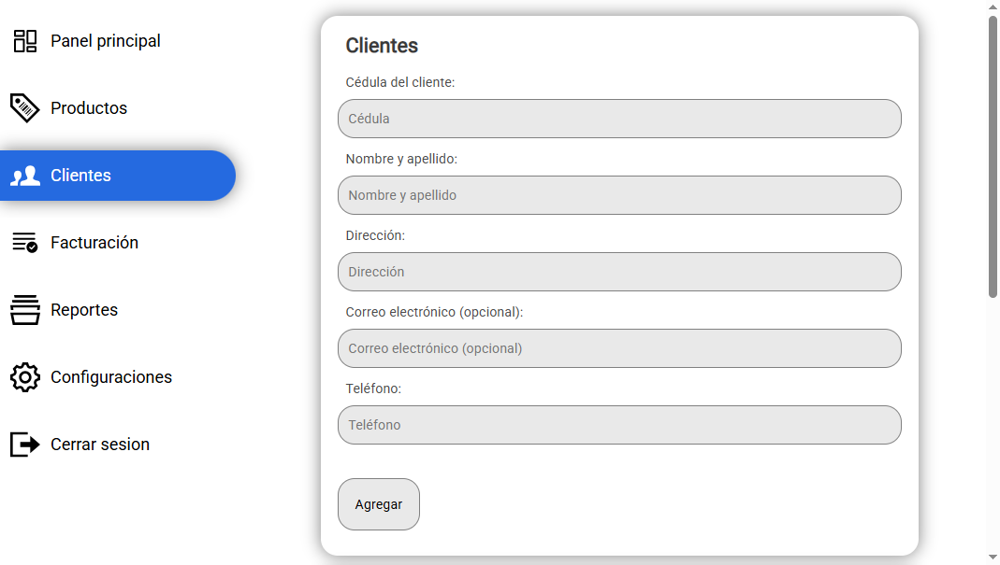 Panel principal
Productos
Clientes
Facturación
Reportes
Configuraciones
Cerrar sesion
Clientes
Cédula del cliente:
Cédula
Nombre y apellido:
Nombre y apellido
Dirección:
Dirección
Correo electrónico (opcional):
Correo electrónico (opcional)
Teléfono:
Teléfono
Agregar